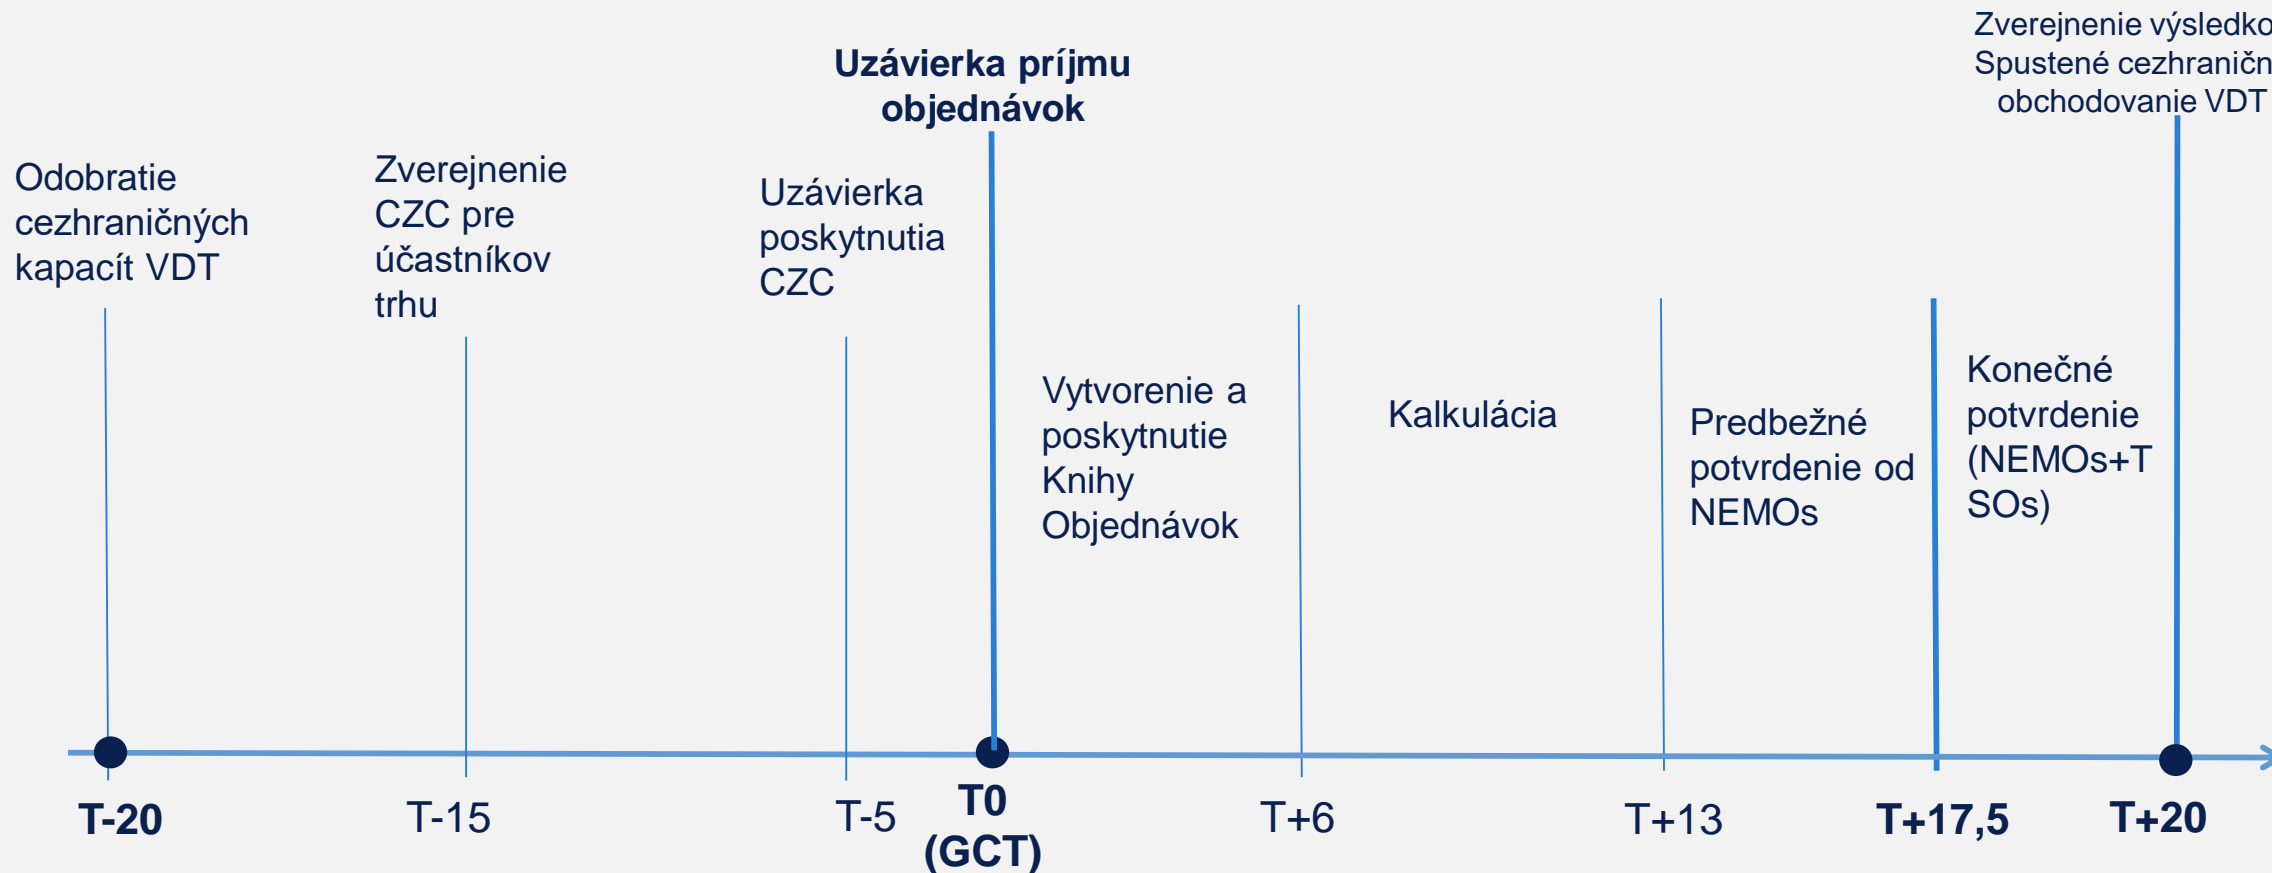 Odobratie
cezhraničných
kapacít VDT
Zverejnenie
CZC pre
účastníkov
trhu
Uzávierka
poskytnutia
CZC
Uzávierka príjmu
objednávok
Vytvorenie a
poskytnutie
Knihy
Objednávok
Kalkulácia
Predbežné
potvrdenie od
NEMOs
Konečné
potvrdenie
(NEMOs+T
SOs)
Zverejnenie výsledko
Spustené cezhraničn
obchodovanie VDT
T-20
T-15
T-5
T0
(GCT)
T+6
T+13
T+17,5
T+20